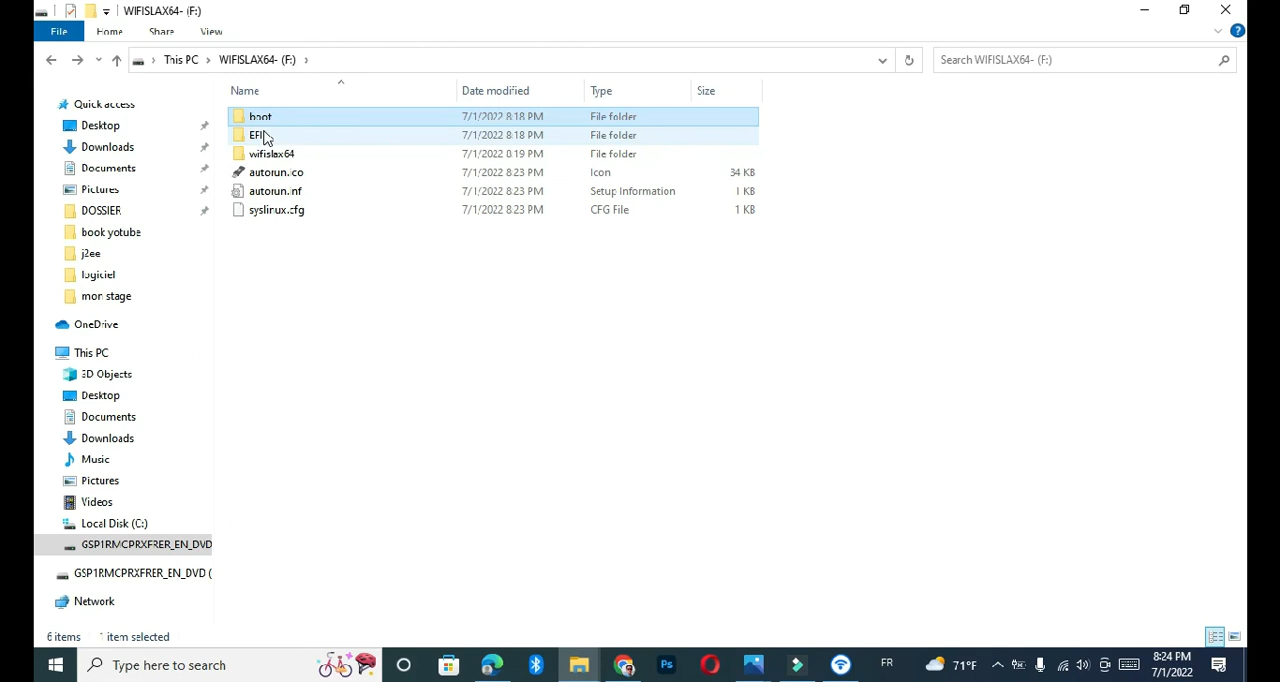 WIFISLAX64- (F:)
File Home Share View
This PC > WIFISLAX64- (F:) >
Search WIFISLAX64- (F:)
Name Date modified Type Size
boot 7/1/2022 8:18 PM File folder
EFI 7/1/2022 8:18 PM File folder
wifislax64 7/1/2022 8:19 PM File folder
autorun.ico 7/1/2022 8:23 PM Icon 34 KB
autorun.inf 7/1/2022 8:23 PM Setup Information 1 KB
syslinux.cfg 7/1/2022 8:23 PM CFG File 1 KB
Quick access
Desktop
Downloads
Documents
Pictures
DOSSIER
book yotube
j2ee
logiciel
mon stage
OneDrive
This PC
3D Objects
Desktop
Documents
Downloads
Music
Pictures
Videos
Local Disk (C:)
GSP1RMCPRXFRER_EN_DVD
GSP1RMCPRXFRER_EN_DVD (
Network
6 items 1 item selected
Type here to search
Ps
FR
71°F
8:24 PM
7/1/2022